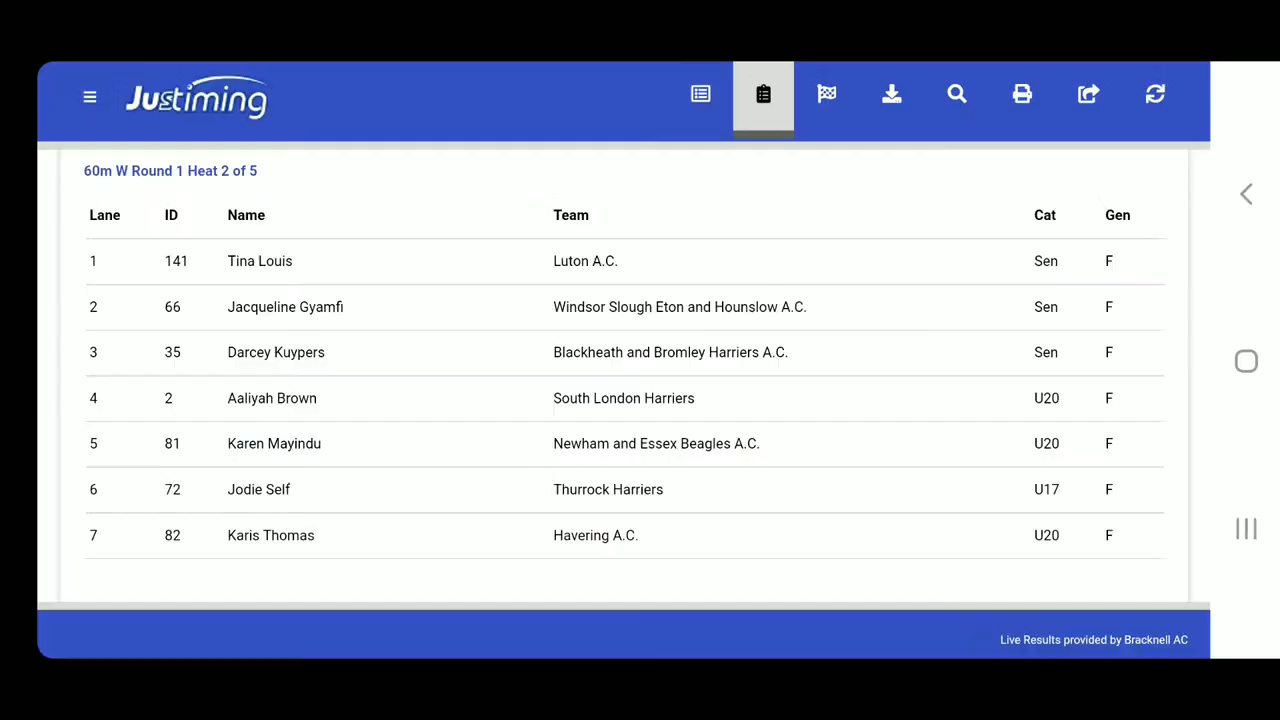 Justiming
60m W Round 1 Heat 2 of 5
Lane ID Name Team Cat Gen
1 141 Tina Louis Luton A.C. Sen F
2 66 Jacqueline Gyamfi Windsor Slough Eton and Hounslow A.C. Sen F
3 35 Darcey Kuypers Blackheath and Bromley Harriers A.C. Sen F
4 2 Aaliyah Brown South London Harriers U20 F
5 81 Karen Mayindu Newham and Essex Beagles A.C. U20 F
6 72 Jodie Self Thurrock Harriers U17 F
7 82 Karis Thomas Havering A.C. U20 F
Live Results provided by Bracknell AC